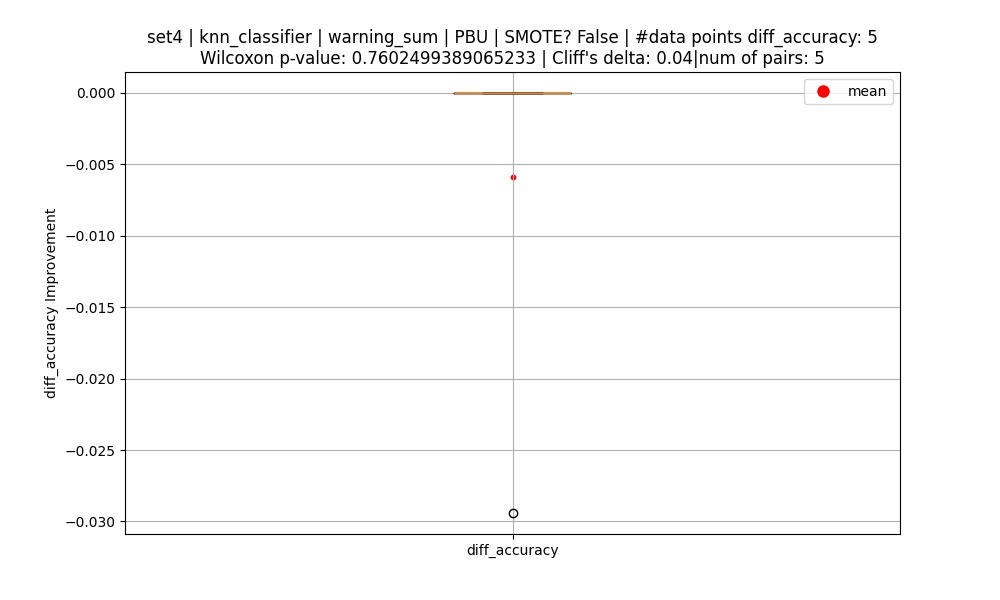 set4 | knn_classifier | warning_sum | PBU | SMOTE? False | #data points diff_accuracy: 5
Wilcoxon p-value: 0.7602499389065233 | Cliff's delta: 0.04|num of pairs: 5
mean
0.000
−0.005
−0.010
−0.015
−0.020
−0.025
−0.030
diff_accuracy Improvement
diff_accuracy